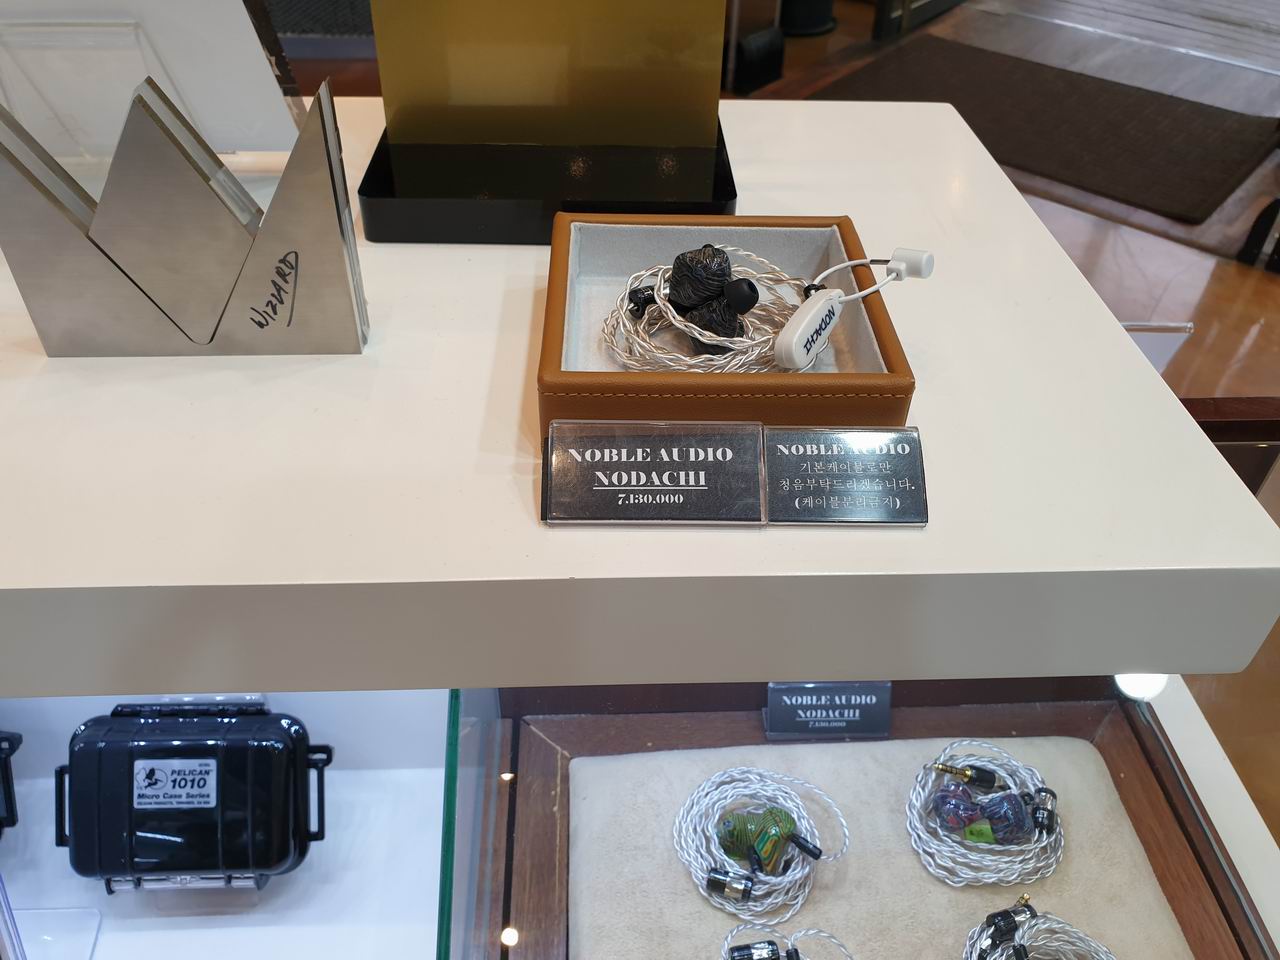 WIZARD
NODACHI
NOBLE AUDIO
NODACHI
7.130.000
NOBLE AUDIO
기본케이블로만
청음부탁드리겠습니다.
(케이블분리금지)
NOBLE AUDIO
NODACHI
7.130.000
PELICAN™
1010
Micro Case Series